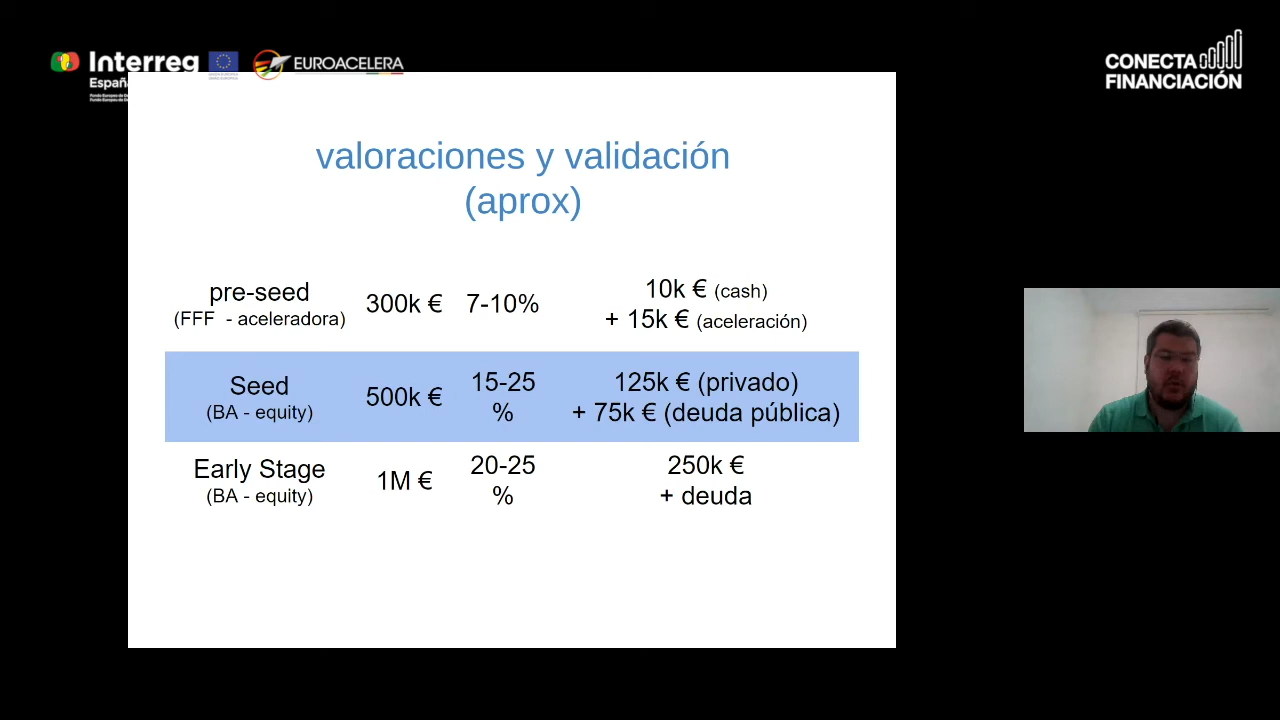 Interreg
EUROACELERA
Españ
CONECTA
FINANCIACIÓN
valoraciones y validación
(aprox)
pre-seed
(FFF - aceleradora)
300k €
7-10%
10k € (cash)
+ 15k € (aceleración)
Seed
(BA - equity)
500k €
15-25
%
125k € (privado)
+ 75k € (deuda pública)
Early Stage
(BA - equity)
1M €
20-25
%
250k €
+ deuda